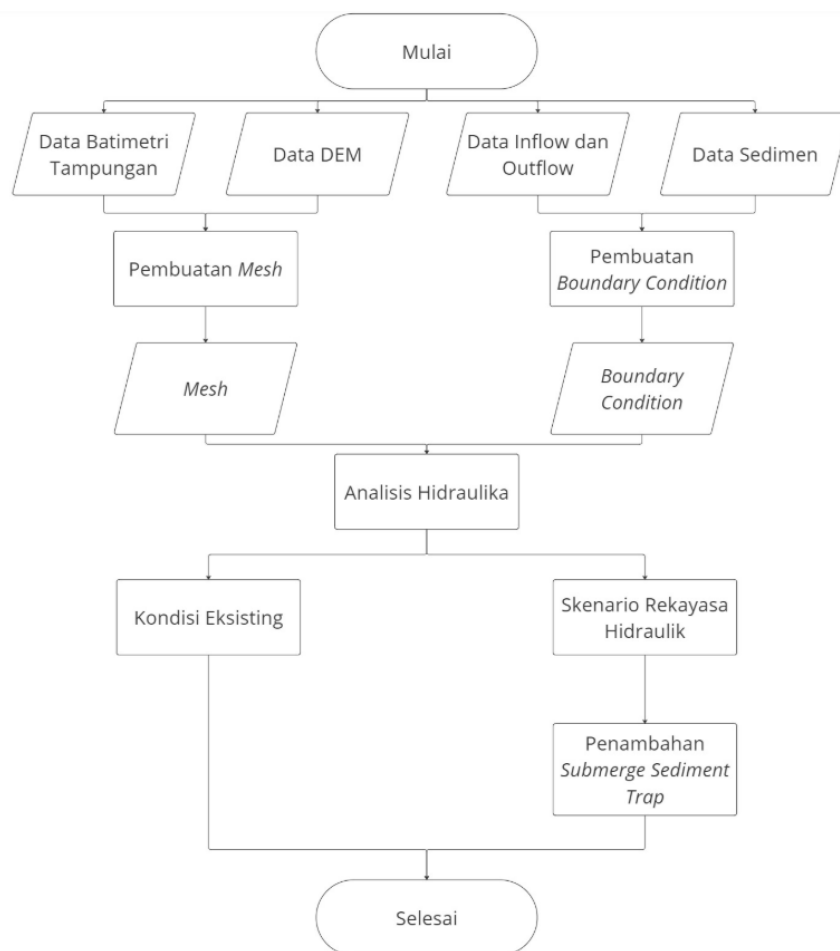 Mulai
Data Batimetri
Tampungan
Data DEM
Data Inflow dan
Outflow
Data Sedimen
Pembuatan Mesh
Pembuatan
Boundary Condition
Mesh
Boundary
Condition
Analisis Hidraulika
Kondisi Eksisting
Skenario Rekayasa
Hidraulik
Penambahan
Submerge Sediment
Trap
Selesai